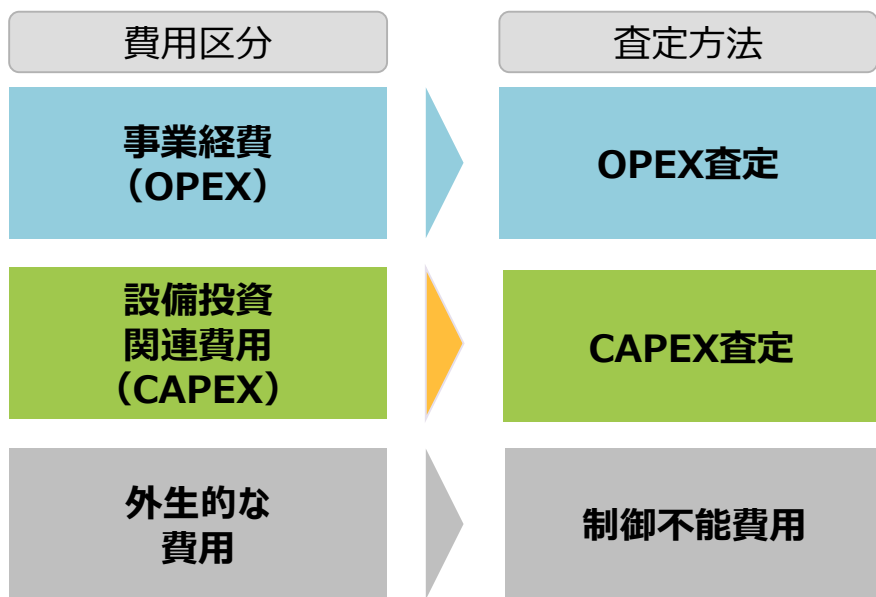 費用区分
査定方法
事業経費
（OPEX）
OPEX査定
設備投資
関連費用
（CAPEX）
CAPEX査定
外生的な
費用
制御不能費用